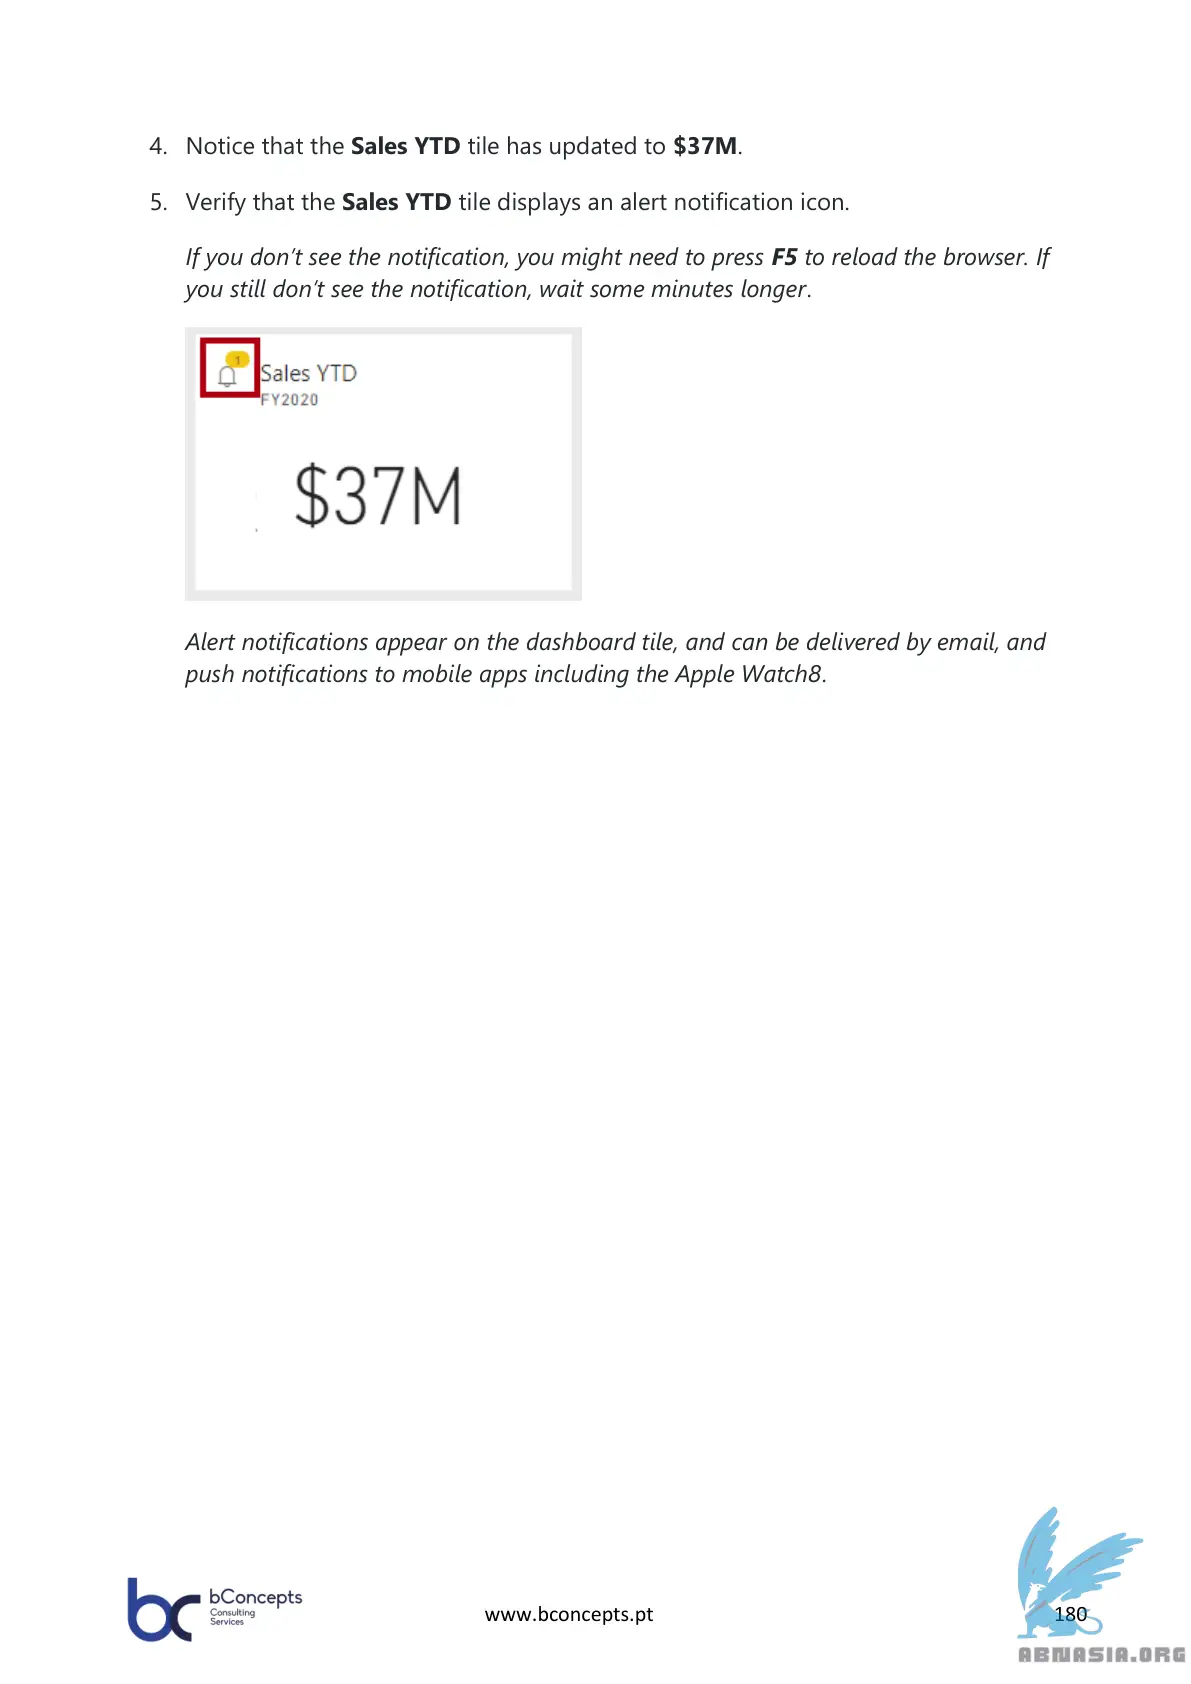 4. Notice that the Sales YTD tile has updated to $37M.
5. Verify that the Sales YTD tile displays an alert notification icon.
If you don’t see the notification, you might need to press F5 to reload the browser. If
you still don’t see the notification, wait some minutes longer.
1
Sales YTD
FY2020
$37M
Alert notifications appear on the dashboard tile, and can be delivered by email, and
push notifications to mobile apps including the Apple Watch8.
bc bConcepts
Consulting
Services
www.bconcepts.pt
180
ABNASIA.ORG